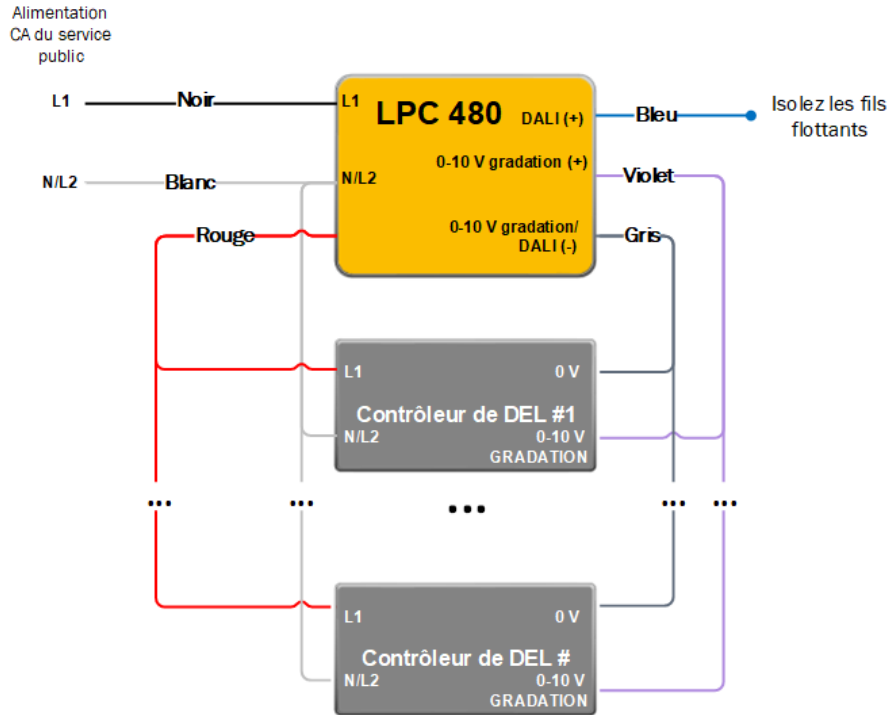 Alimentation
CA du service
public
L1
Noir
L1
LPC 480
DALI (+)
Bleu
Isolez les fils
flottants
N/L2
Blanc
N/L2
0-10 V gradation (+)
Violet
Rouge
0-10 V gradation/
DALI (-)
Gris
L1
0 V
Contrôleur de DEL #1
N/L2
0-10 V
GRADATION
... ... ... ... ...
L1
0 V
Contrôleur de DEL #
N/L2
0-10 V
GRADATION